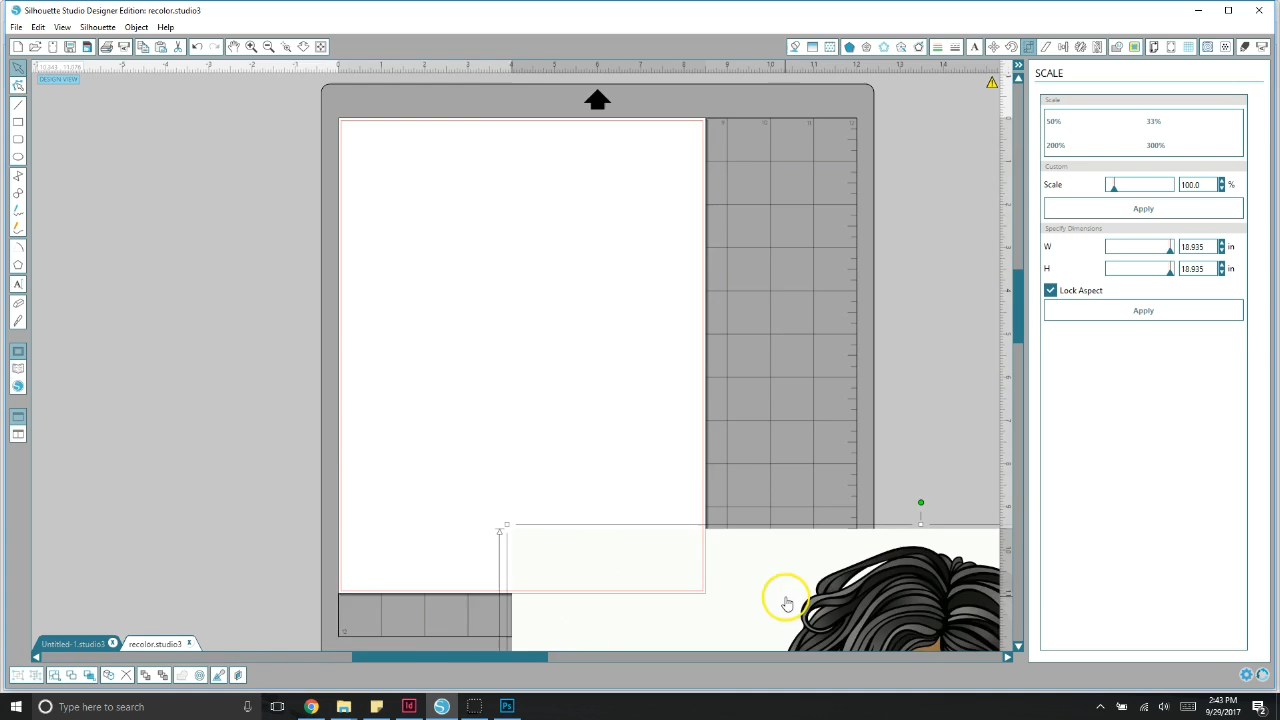 Silhouette Studio Designer Edition: recolor.studio3
File Edit View Silhouette Object Help
DESIGN VIEW
SCALE
Scale
50% 33%
200% 300%
Custom
Scale 100.0 %
Apply
Specify Dimensions
W 18.935 in
H 18.935 in
Lock Aspect
Apply
Untitled-1.studio3 recolor.studio3
Type here to search
2:43 PM
9/29/2017